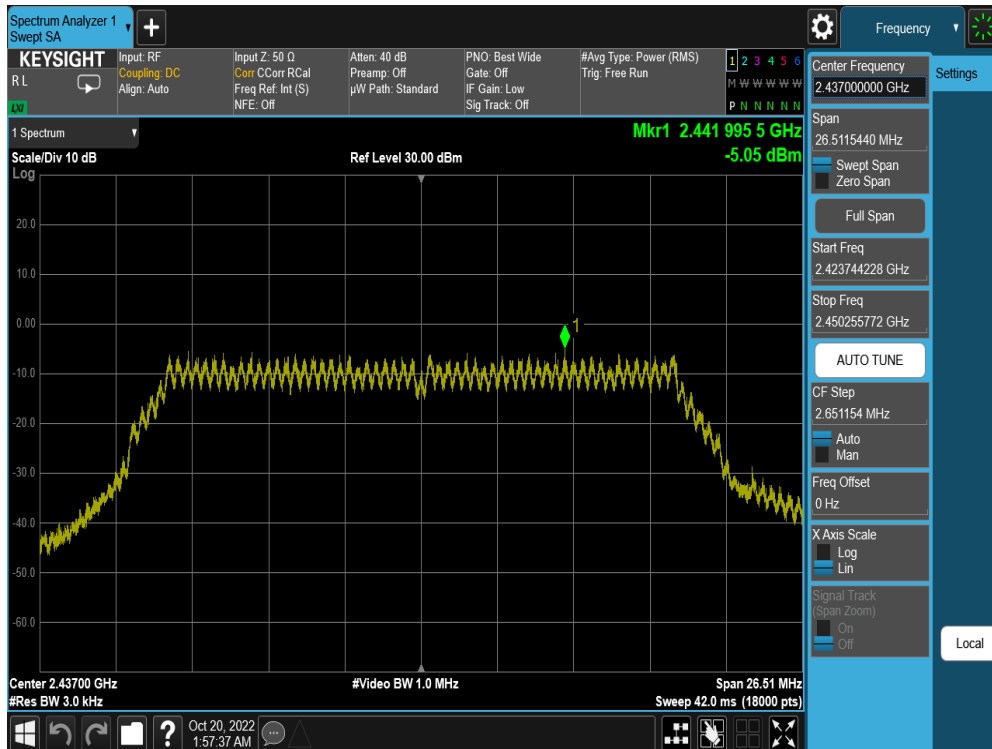 Spectrum Analyzer 1
Swept SA
Frequency
KEYSIGHT
R L
LXI
Input: RF
Coupling: DC
Align: Auto
Input Z: 50 Ω
Corr CCorr RCal
Freq Ref: Int (S)
NFE: Off
Atten: 40 dB
Preamp: Off
µW Path: Standard
PNO: Best Wide
Gate: Off
IF Gain: Low
Sig Track: Off
#Avg Type: Power (RMS)
Trig: Free Run
1 2 3 4 5 6
M W W W W W
P N N N N N
1 Spectrum
Scale/Div 10 dB
Log
Ref Level 30.00 dBm
Mkr1 2.441 995 5 GHz
-5.05 dBm
20.0
10.0
0.00
-10.0
-20.0
-30.0
-40.0
-50.0
-60.0
1
Center 2.43700 GHz
#Res BW 3.0 kHz
#Video BW 1.0 MHz
Span 26.51 MHz
Sweep 42.0 ms (18000 pts)
?
Oct 20, 2022
1:57:37 AM
Center Frequency
2.437000000 GHz
Span
26.5115440 MHz
Swept Span
Zero Span
Full Span
Start Freq
2.423744228 GHz
Stop Freq
2.450255772 GHz
AUTO TUNE
CF Step
2.651154 MHz
Auto
Man
Freq Offset
0 Hz
X Axis Scale
Log
Lin
Signal Track
(Span Zoom)
On
Off
Settings
Local